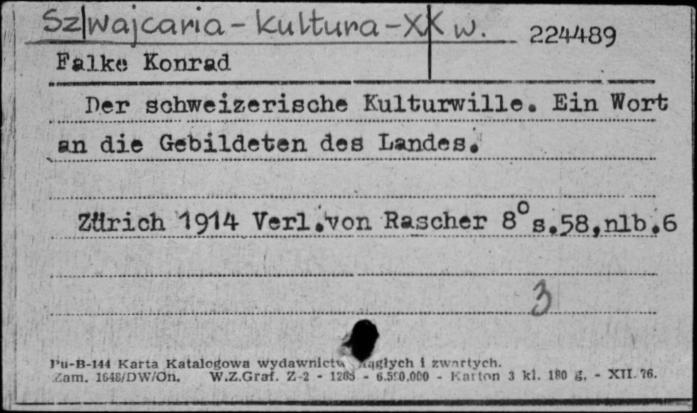 Szwajcaria - kultura - XX w.
224489
Falke Konrad
Der schweizerische Kulturwille. Ein Wort
an die Gebildeten des Landes.
Zürich 1914 Verl.von Rascher 8° s.58,nlb.6
3
Pu-B-144 Karta Katalogowa wydawnictw ciągłych i zwartych.
Zam. 1648/DW/On. W.Z.Graf. Z-2 - - 6.500.000 - Karton 3 kl. 180 g. - XII. 76.